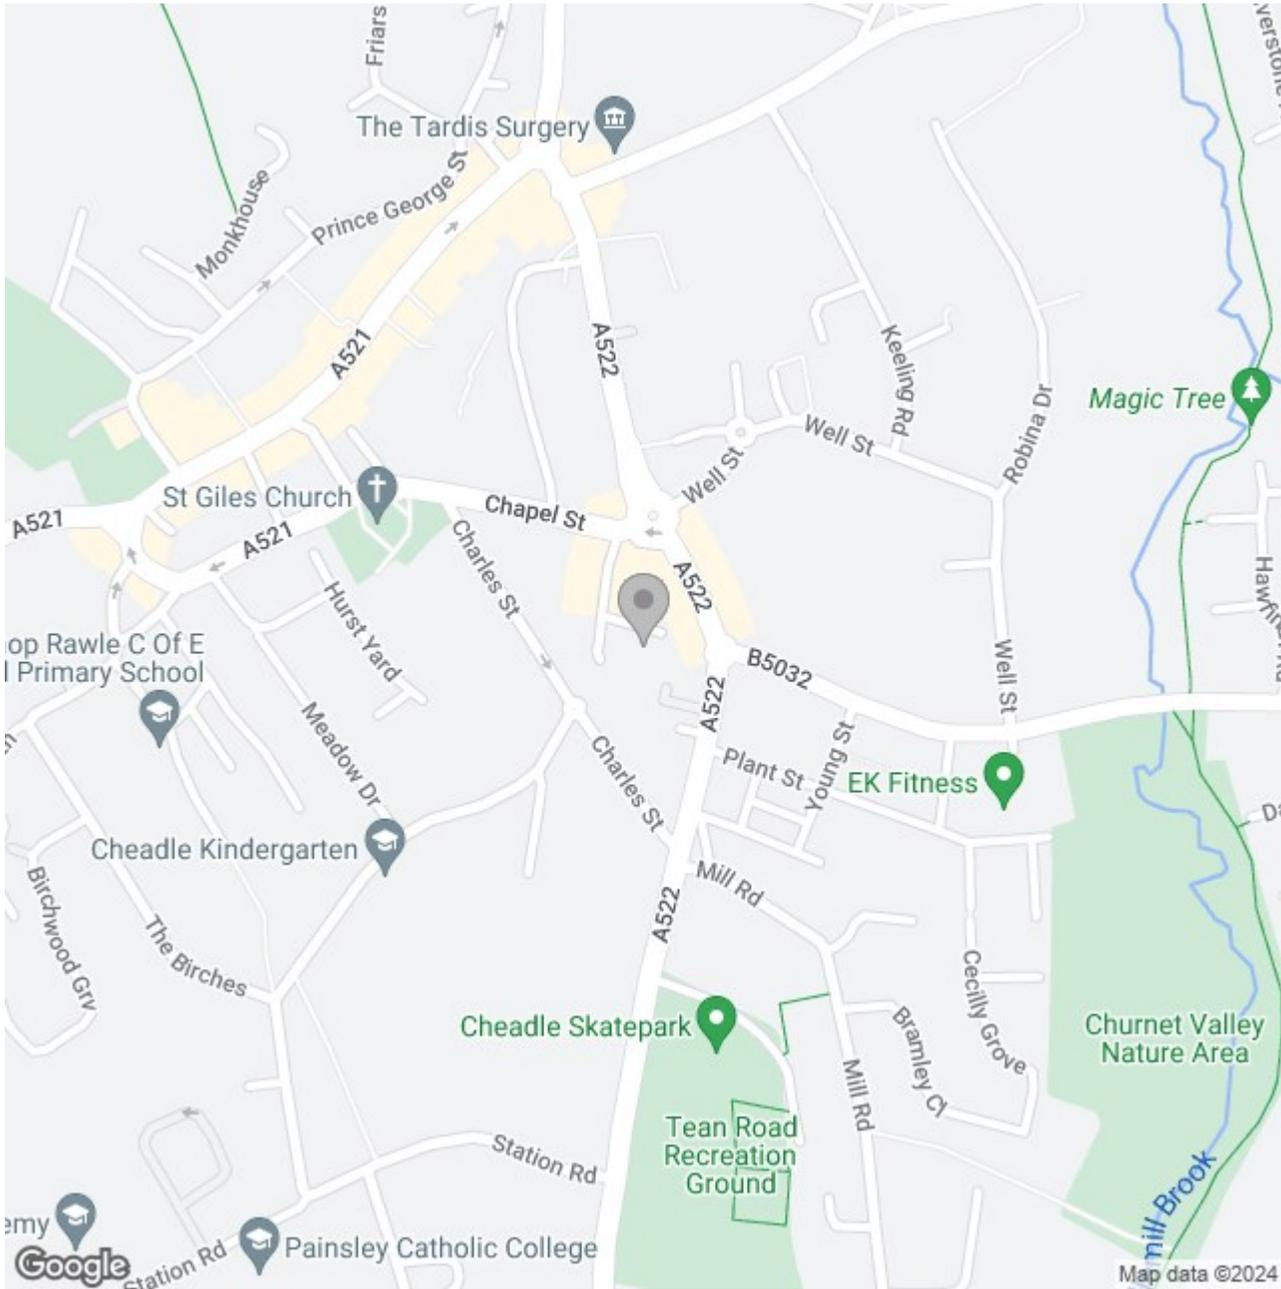 Friars
The Tardis Surgery
Monkhouse
Prince George St
A521
A522
Keeling Rd
Robina Dr
Magic Tree
Well St
Well St
St Giles Church
Chapel St
A521
A521
Charles St
A522
Hurst Yard
Rawle C Of E
Primary School
B5032
Well St
Meadow Dr
A522
Plant St
Young St
EK Fitness
Charles St
Cheadle Kindergarten
Mill Rd
Birchwood Grv
The Birches
A522
Cecilly Grove
Cheadle Skatepark
Bramley Cl
Churnet Valley
Nature Area
Mill Rd
Tean Road
Recreation
Ground
Station Rd
Brook
Painsley Catholic College
Station Rd
Google
Map data ©2024